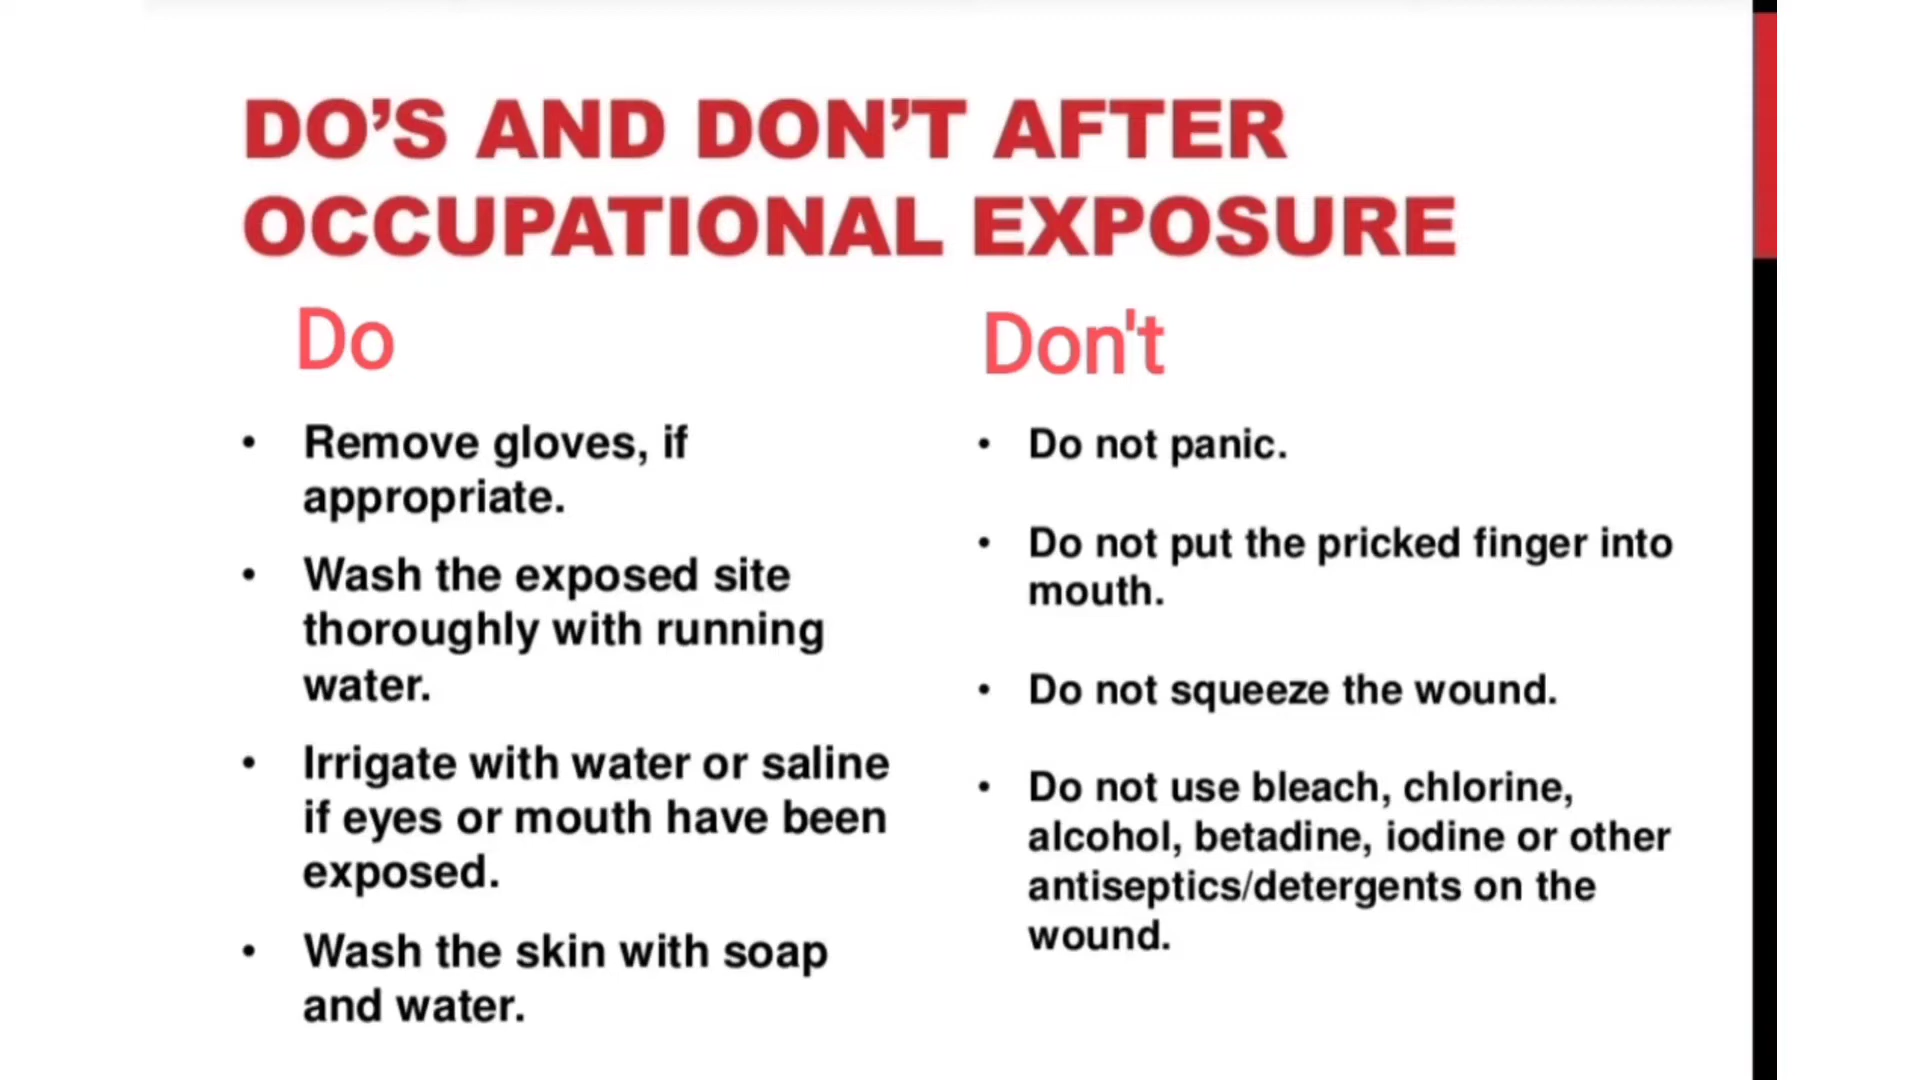 DO’S AND DON’T AFTER
OCCUPATIONAL EXPOSURE
Do
• Remove gloves, if
appropriate.
• Wash the exposed site
thoroughly with running
water.
• Irrigate with water or saline
if eyes or mouth have been
exposed.
• Wash the skin with soap
and water.
Don't
• Do not panic.
• Do not put the pricked finger into
mouth.
• Do not squeeze the wound.
• Do not use bleach, chlorine,
alcohol, betadine, iodine or other
antiseptics/detergents on the
wound.